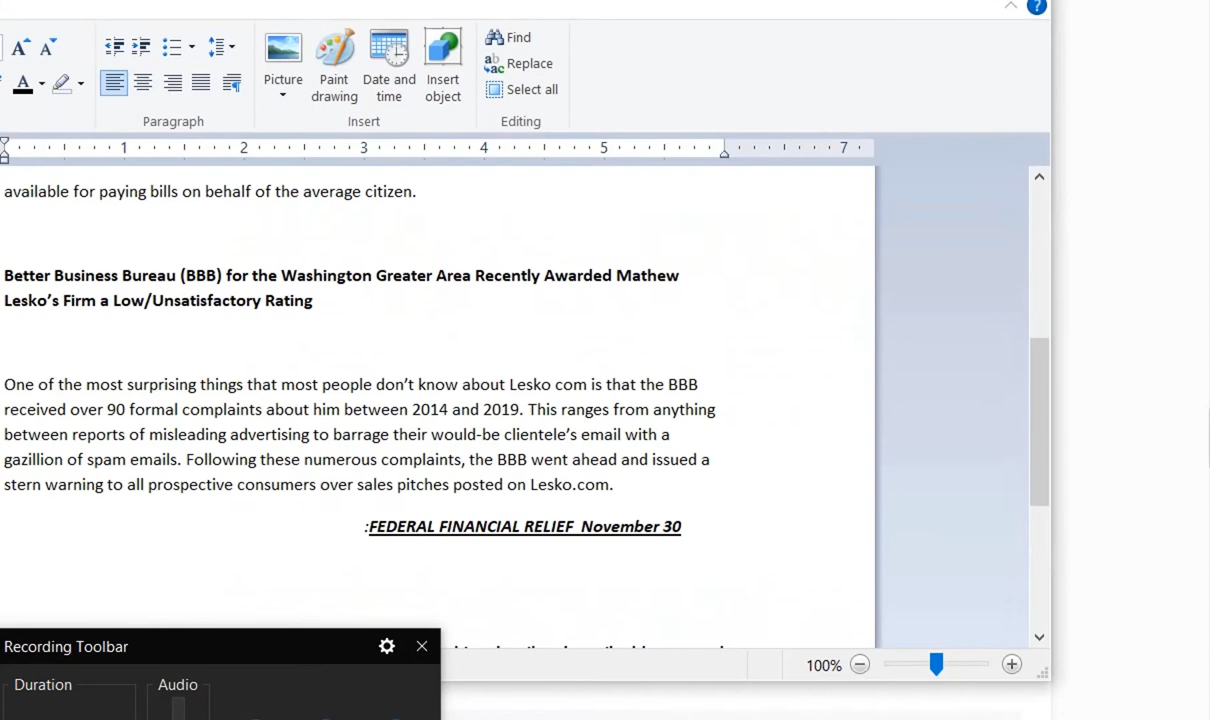 A A
Find
Replace
Select all
A
Picture
Paint drawing
Date and time
Insert object
Paragraph
Insert
Editing
1 2 3 4 5 7
available for paying bills on behalf of the average citizen.
Better Business Bureau (BBB) for the Washington Greater Area Recently Awarded Mathew
Lesko’s Firm a Low/Unsatisfactory Rating
One of the most surprising things that most people don’t know about Lesko com is that the BBB
received over 90 formal complaints about him between 2014 and 2019. This ranges from anything
between reports of misleading advertising to barrage their would-be clientele’s email with a
gazillion of spam emails. Following these numerous complaints, the BBB went ahead and issued a
stern warning to all prospective consumers over sales pitches posted on Lesko.com.
:FEDERAL FINANCIAL RELIEF November 30
Recording Toolbar
100%
Duration
Audio